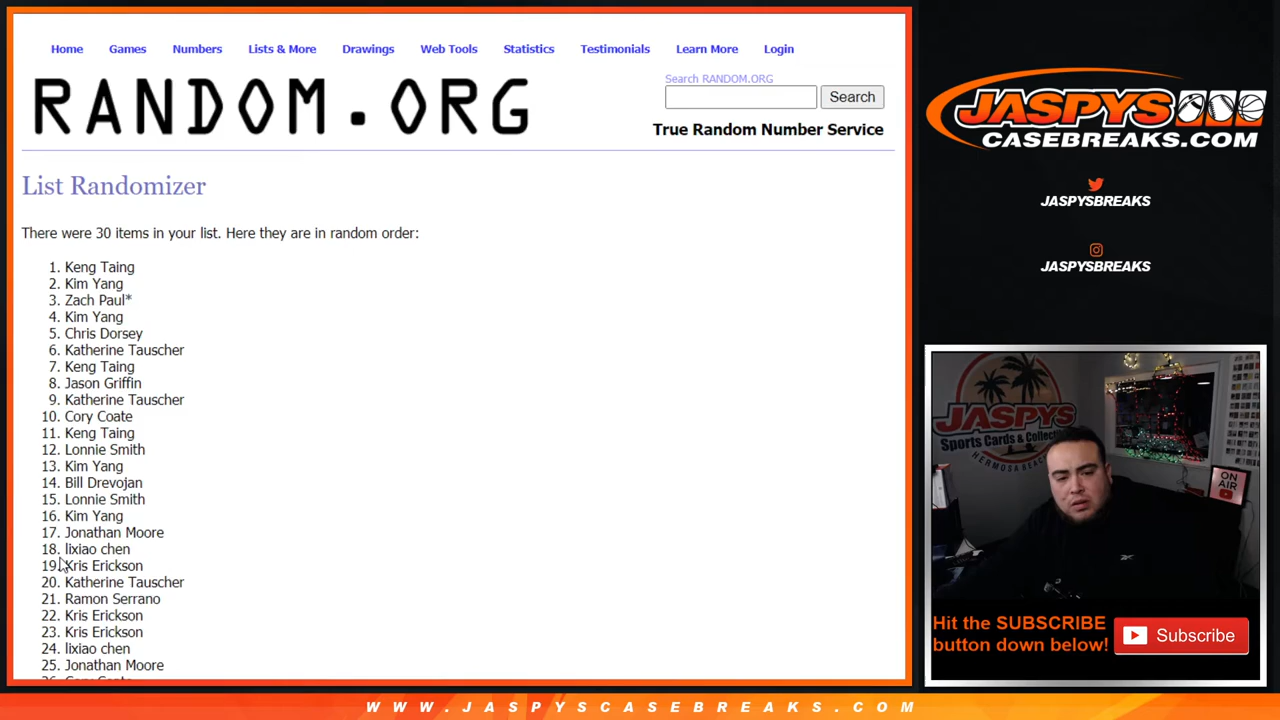 Home Games Numbers Lists & More Drawings Web Tools Statistics Testimonials Learn More Login
RANDOM.ORG
Search RANDOM.ORG
Search
True Random Number Service
List Randomizer
There were 30 items in your list. Here they are in random order:
1. Keng Taing
2. Kim Yang
3. Zach Paul*
4. Kim Yang
5. Chris Dorsey
6. Katherine Tauscher
7. Keng Taing
8. Jason Griffin
9. Katherine Tauscher
10. Cory Coate
11. Keng Taing
12. Lonnie Smith
13. Kim Yang
14. Bill Drevojan
15. Lonnie Smith
16. Kim Yang
17. Jonathan Moore
18. lixiao chen
19. Kris Erickson
20. Katherine Tauscher
21. Ramon Serrano
22. Kris Erickson
23. Kris Erickson
24. lixiao chen
25. Jonathan Moore
JASPYS
CASEBREAKS.COM
JASPYSBREAKS
JASPYSBREAKS
JASPYS
Sports Cards & Collectibles
HERMOSA BEACH
ON AIR
Hit the SUBSCRIBE
button down below!
Subscribe
WWW.JASPYSCASEBREAKS.COM